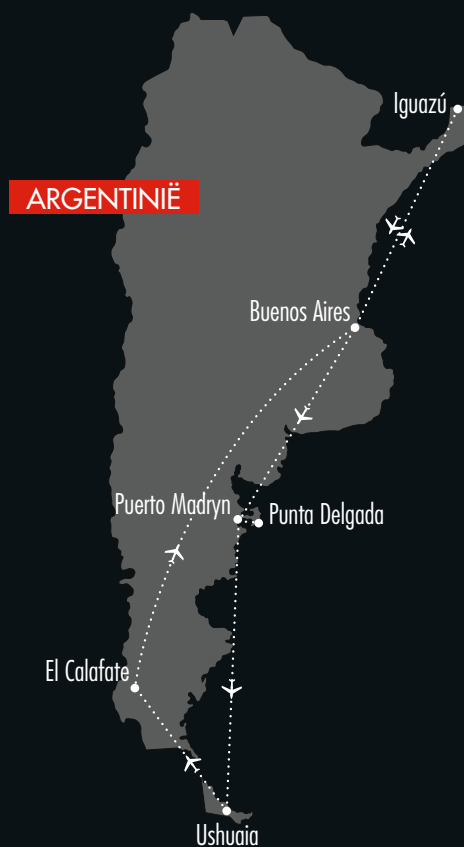 Iguazú
ARGENTINIË
Buenos Aires
Puerto Madryn
Punta Delgada
El Calafate
Ushuaia